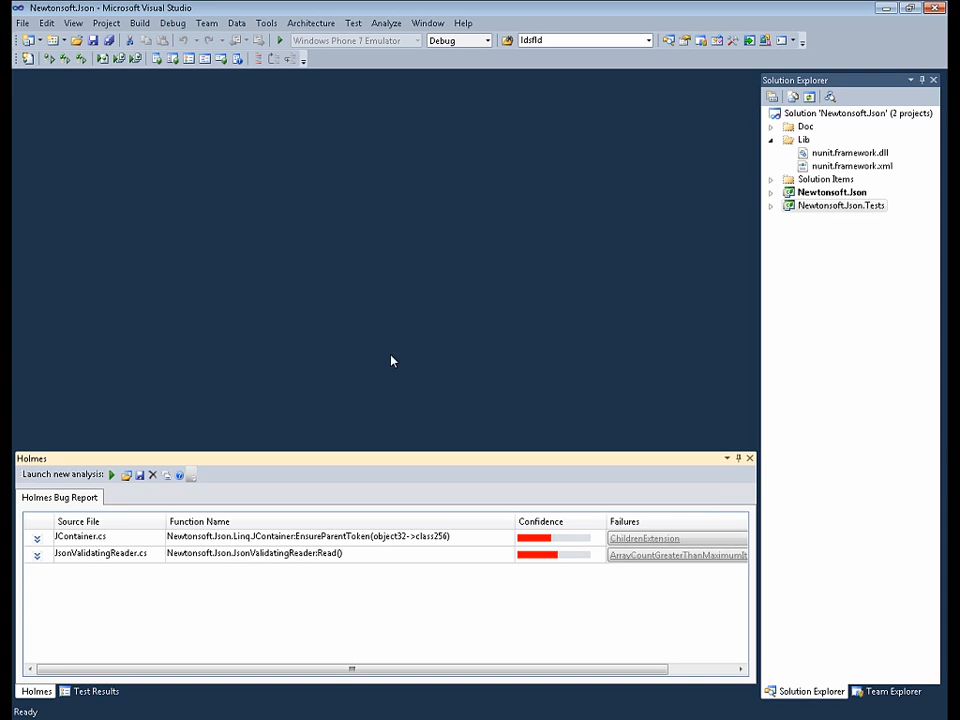 Newtonsoft.Json - Microsoft Visual Studio
File Edit View Project Build Debug Team Data Tools Architecture Test Analyze Window Help
Windows Phone 7 Emulator Debug ldsfld
Solution Explorer
Solution 'Newtonsoft.Json' (2 projects)
Doc
Lib
nunit.framework.dll
nunit.framework.xml
Solution Items
Newtonsoft.Json
Newtonsoft.Json.Tests
Holmes
Launch new analysis:
Holmes Bug Report
Source File Function Name Confidence Failures
JContainer.cs Newtonsoft.Json.Linq.JContainer:EnsureParentToken(object32->class256) ChildrenExtension
JsonValidatingReader.cs Newtonsoft.Json.JsonValidatingReader:Read() ArrayCountGreaterThanMaximumIt
Holmes Test Results
Solution Explorer Team Explorer
Ready